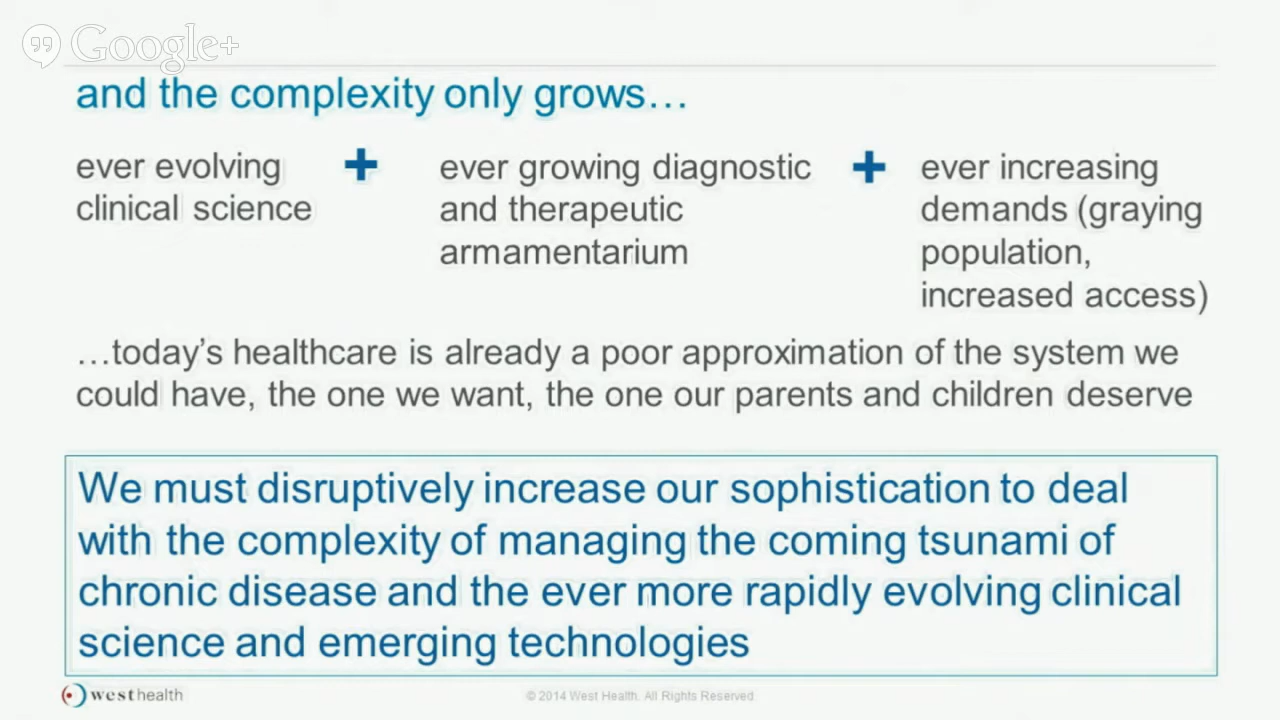 Google+
and the complexity only grows…
ever evolving
clinical science
+
ever growing diagnostic
and therapeutic
armamentarium
+
ever increasing
demands (graying
population,
increased access)
…today’s healthcare is already a poor approximation of the system we
could have, the one we want, the one our parents and children deserve
We must disruptively increase our sophistication to deal
with the complexity of managing the coming tsunami of
chronic disease and the ever more rapidly evolving clinical
science and emerging technologies
westhealth
© 2014 West Health. All Rights Reserved.